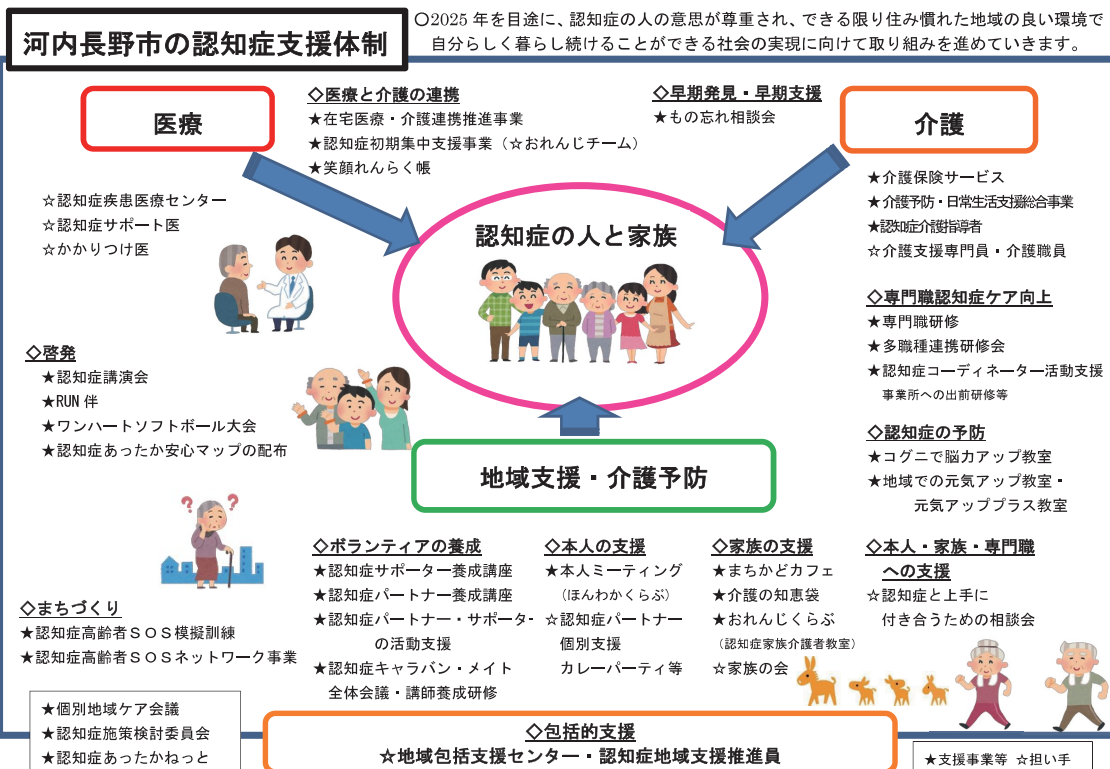 河内長野市の認知症支援体制
〇2025 年を目途に、認知症の人の意思が尊重され、できる限り住み慣れた地域の良い環境で
自分らしく暮らし続けることができる社会の実現に向けて取り組みを進めていきます。
医療
◇医療と介護の連携
★在宅医療・介護連携推進事業
★認知症初期集中支援事業（☆おれんじチーム）
★笑顔れんらく帳
◇早期発見・早期支援
★もの忘れ相談会
介護
☆認知症疾患医療センター
☆認知症サポート医
☆かかりつけ医
認知症の人と家族
★介護保険サービス
★介護予防・日常生活支援総合事業
★認知症介護指導者
☆介護支援専門員・介護職員
◇専門職認知症ケア向上
★専門職研修
★多職種連携研修会
★認知症コーディネーター活動支援
事業所への出前研修等
◇啓発
★認知症講演会
★RUN 伴
★ワンハートソフトボール大会
★認知症あったか安心マップの配布
◇認知症の予防
★コグニで脳力アップ教室
★地域での元気アップ教室・
元気アッププラス教室
地域支援・介護予防
? ?
◇まちづくり
★認知症高齢者ＳＯＳ模擬訓練
★認知症高齢者ＳＯＳネットワーク事業
◇ボランティアの養成
★認知症サポーター養成講座
★認知症パートナー養成講座
★認知症パートナー・サポーター
の活動支援
★認知症キャラバン・メイト
全体会議・講師養成研修
◇本人の支援
★本人ミーティング
（ほんわかくらぶ）
☆認知症パートナー
個別支援
カレーパーティ等
◇家族の支援
★まちかどカフェ
★介護の知恵袋
★おれんじくらぶ
（認知症家族介護者教室）
☆家族の会
◇本人・家族・専門職
への支援
☆認知症と上手に
付き合うための相談会
★個別地域ケア会議
★認知症施策検討委員会
★認知症あったかねっと
◇包括的支援
☆地域包括支援センター・認知症地域支援推進員
★支援事業等 ☆担い手